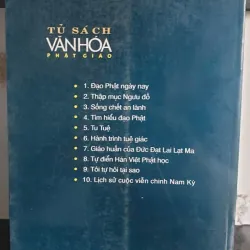 TỦ SÁCH
VĂN HÓA
PHẬT GIÁO
1. Đạo Phật ngày nay
2. Thập mục Ngưu đồ
3. Sống chết an lành
4. Tìm hiểu đạo Phật
5. Tu Tuệ
6. Hành trình tuệ giác
7. Giáo huấn của Đức Đạt Lai Lạt Ma
8. Tự điển Hán Việt Phật học
9. Tôi tự hỏi tại sao
10. Lịch sử cuộc viễn chinh Nam Kỳ